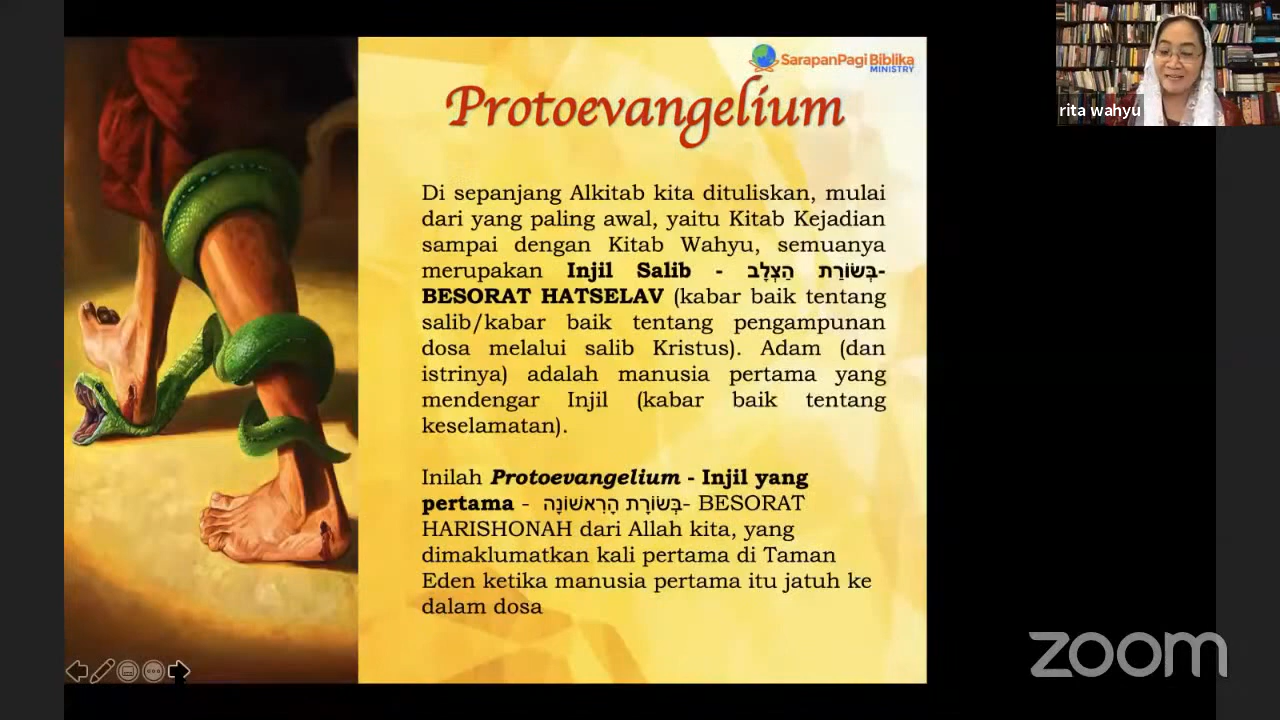 SarapanPagi Biblika
MINISTRY
Protoevangelium
rita wahyu
Di sepanjang Alkitab kita dituliskan, mulai
dari yang paling awal, yaitu Kitab Kejadian
sampai dengan Kitab Wahyu, semuanya
merupakan Injil Salib - בְּשׂוֹרַת הַצְלָב-
BESORAT HATSELAV (kabar baik tentang
salib/kabar baik tentang pengampunan
dosa melalui salib Kristus). Adam (dan
istrinya) adalah manusia pertama yang
mendengar Injil (kabar baik tentang
keselamatan).
Inilah Protoevangelium - Injil yang
pertama - בְּשׂוֹרָת הָרִאשׁוֹנָה- BESORAT
HARISHONAH dari Allah kita, yang
dimaklumatkan kali pertama di Taman
Eden ketika manusia pertama itu jatuh ke
dalam dosa
zoom